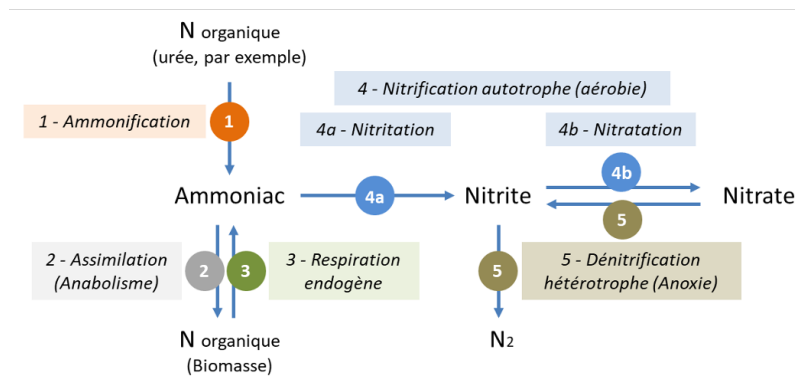 N organique
(urée, par exemple)
4 - Nitrification autotrophe (aérobie)
1 - Ammonification
1
4a - Nitritation
4b - Nitratation
4b
Ammoniac
4a
Nitrite
Nitrate
5
2 - Assimilation
(Anabolisme)
2
3
3 - Respiration
endogène
5
5 - Dénitrification
hétérotrophe (Anoxie)
N organique
(Biomasse)
N2